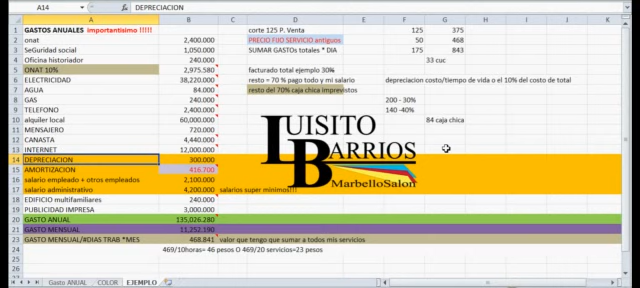 A14 fx DEPRECIACION
A B C D E F G H I J K
1 GASTOS ANUALES importantisimo !!!!! corte 125 P. Venta 125 375
2 onat 2,400.000 PRECIO FIJO SERVICIO antiguos 50 468
3 SeGuridad social 1,050.000 SUMAR GASTOs totales * DIA 175 843
4 Oficina historiador 240.000 33 cuc
5 ONAT 10% 2,975.580 facturado total ejemplo 30%
6 ELECTRICIDAD 38,220.000 resto = 70 % pago todo y mi salario depreciacion costo/tiempo de vida o el 10% del costo de total
7 AGUA 84.000 resto del 70% caja chica imprevistos
8 GAS 240.000 200 - 30%
9 TELEFONO 2,400.000 140 -40%
10 alquiler local 60,000.000 84 caja chica
11 MENSAJERO 720.000
12 CANASTA 4,440.000
13 INTERNET 12,000.000
14 DEPRECIACION 300.000
15 AMORTIZACION 416.700
16 salario empleado + otros empleados 2,100.000
17 salario administrativo 4,200.000 salarios super minimos!!!
18 EDIFICIO multifamiliares 240.000
19 PUBLICIDAD IMPRESA 3,000.000
20 GASTO ANUAL 135,026.280
21 GASTO MENSUAL 11,252.190
23 GASTO MENSUAL/#DIAS TRAB *MES 468.841 valor que tengo que sumar a todos mis servicios
24 469/10horas= 46 pesos O 469/20 servicios=23 pesos
25
26
LUISITO
BARRIOS
MarbelloSalon
Gasto ANUAL COLOR EJEMPLO